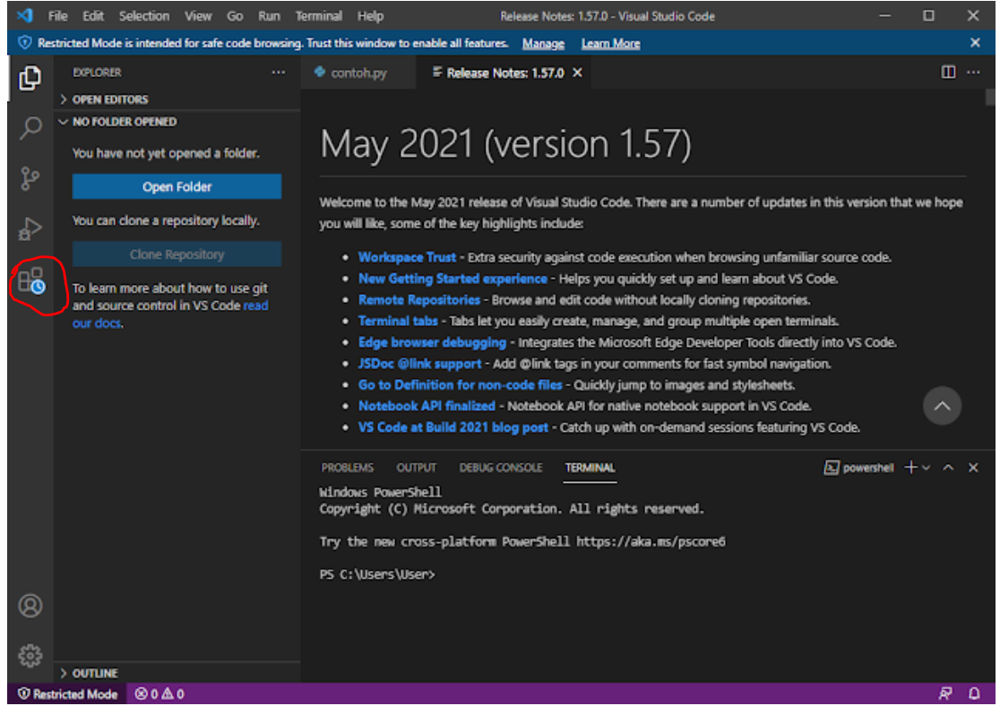 File Edit Selection View Go Run Terminal Help Release Notes: 1.57.0 - Visual Studio Code
Restricted Mode is intended for safe code browsing. Trust this window to enable all features. Manage Learn More
EXPLORER
contoh.py Release Notes: 1.57.0
OPEN EDITORS
NO FOLDER OPENED
You have not yet opened a folder.
Open Folder
You can clone a repository locally.
Clone Repository
To learn more about how to use git
and source control in VS Code read
our docs.
OUTLINE
May 2021 (version 1.57)
Welcome to the May 2021 release of Visual Studio Code. There are a number of updates in this version that we hope
you will like, some of the key highlights include:
• Workspace Trust - Extra security against code execution when browsing unfamiliar source code.
• New Getting Started experience - Helps you quickly set up and learn about VS Code.
• Remote Repositories - Browse and edit code without locally cloning repositories.
• Terminal tabs - Tabs let you easily create, manage, and group multiple open terminals.
• Edge browser debugging - Integrates the Microsoft Edge Developer Tools directly into VS Code.
• JSDoc @link support - Add @link tags in your comments for fast symbol navigation.
• Go to Definition for non-code files - Quickly jump to images and stylesheets.
• Notebook API finalized - Notebook API for native notebook support in VS Code.
• VS Code at Build 2021 blog post - Catch up with on-demand sessions featuring VS Code.
PROBLEMS OUTPUT DEBUG CONSOLE TERMINAL powershell
Windows PowerShell
Copyright (C) Microsoft Corporation. All rights reserved.
Try the new cross-platform PowerShell https://aka.ms/pscore6
PS C:\Users\User>
Restricted Mode 0 0